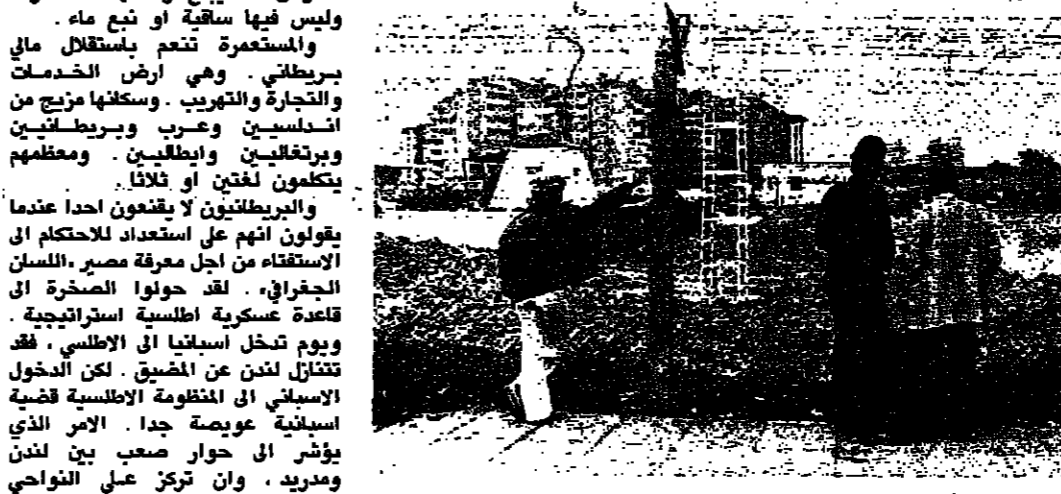 وليس فيها ساقية او نبع ماء .
والمستعمرة تنعم باستقلال مالي
بريطاني . وهي ارض الخدمات
والتجارة والتهريب . وسكانها مزيج من
اندلسيين وعرب وبريطانيين
وبرتغاليين وايطاليين . ومعظمهم
يتكلمون لغتين او ثلاثا .
والبريطانيون لا يقنعون احدا عندما
يقولون انهم على استعداد للاحتكام الى
الاستفتاء من اجل معرفة مصير «اللسان
الجغرافي» . لقد حولوا الصخرة الى
قاعدة عسكرية اطلسية استراتيجية .
ويوم تدخل اسبانيا الى الاطلسي ، فقد
تتنازل لندن عن المضيق . لكن الدخول
الاسباني الى المنظومة الاطلسية قضية
اسبانية عويصة جدا . الامر الذي
يؤشر الى حوار صعب بين لندن
ومدريد ، وان تركز على النواحي